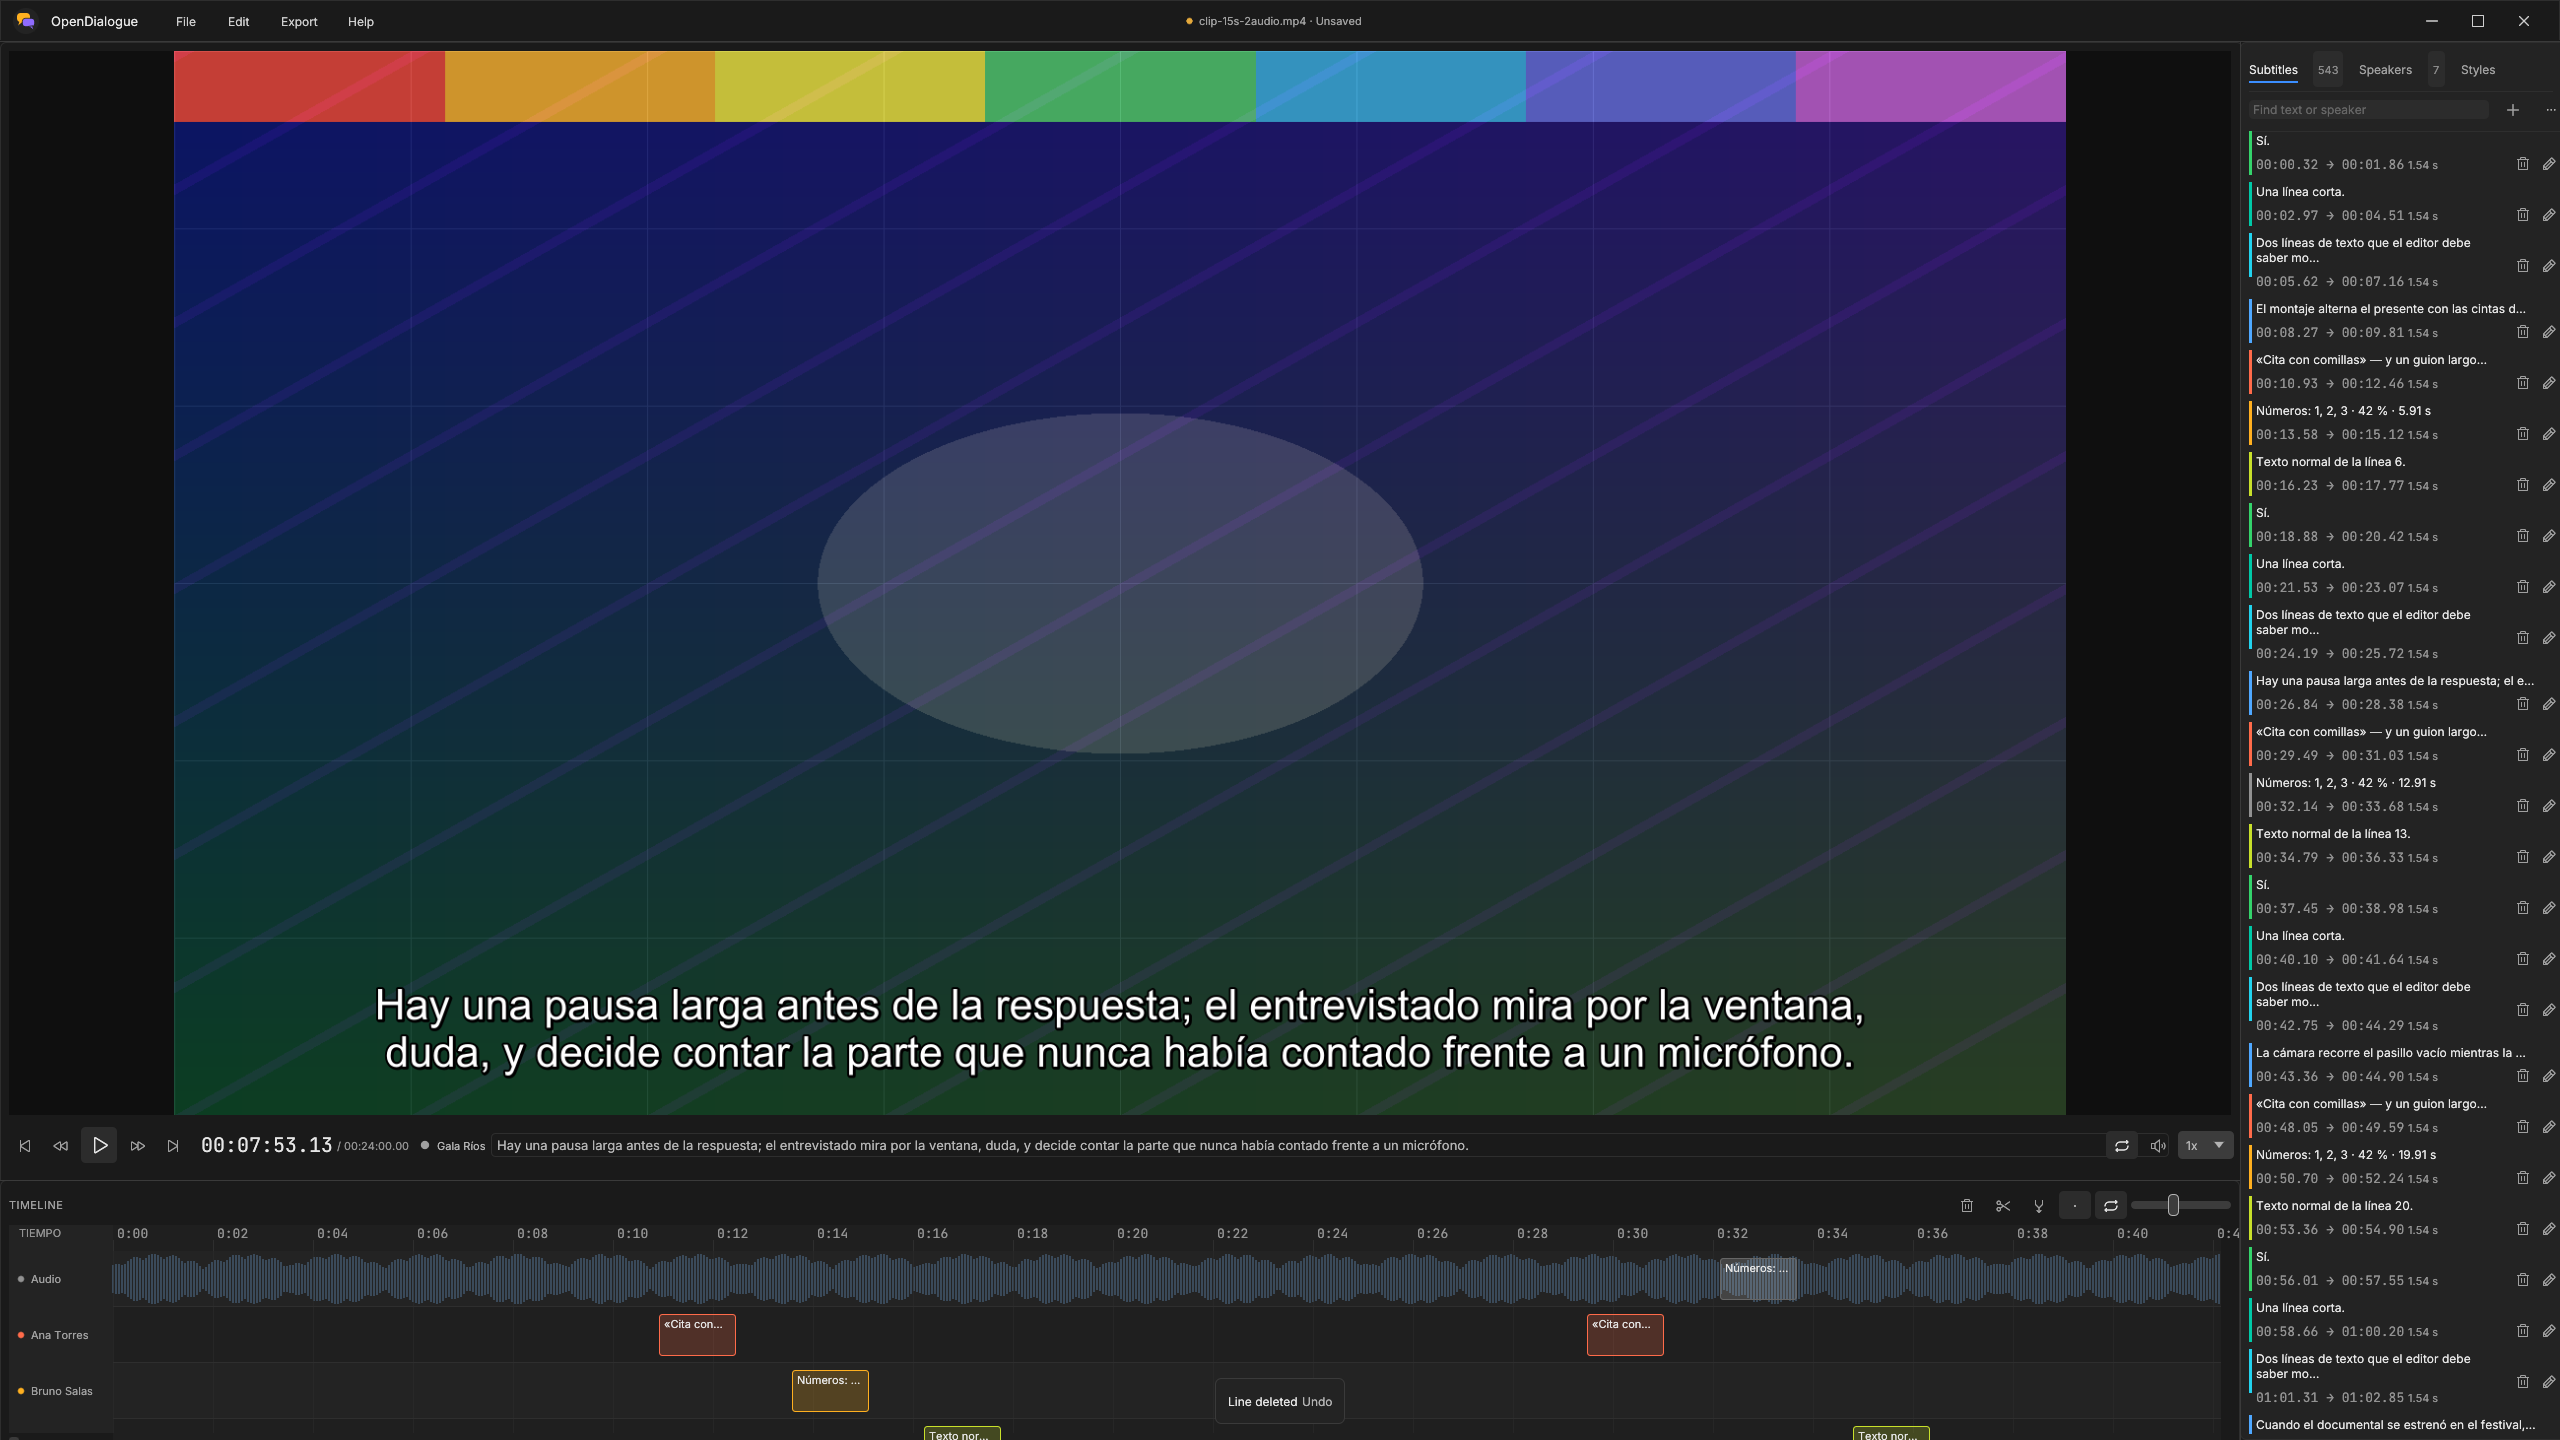 OpenDialogue
File
Edit
Export
Help
clip-15s-2audio.mp4 · Unsaved
Subtitles 543 Speakers 7 Styles
Find text or speaker
Sí.
00:00.32 → 00:01.86 1.54 s
Una línea corta.
00:02.97 → 00:04.51 1.54 s
Dos líneas de texto que el editor debe
saber mo...
00:05.62 → 00:07.16 1.54 s
El montaje alterna el presente con las cintas d...
00:08.27 → 00:09.81 1.54 s
«Cita con comillas» — y un guion largo...
00:10.93 → 00:12.46 1.54 s
Números: 1, 2, 3 · 42 % · 5.91 s
00:13.58 → 00:15.12 1.54 s
Texto normal de la línea 6.
00:16.23 → 00:17.77 1.54 s
Sí.
00:18.88 → 00:20.42 1.54 s
Una línea corta.
00:21.53 → 00:23.07 1.54 s
Dos líneas de texto que el editor debe
saber mo...
00:24.19 → 00:25.72 1.54 s
Hay una pausa larga antes de la respuesta; el e...
00:26.84 → 00:28.38 1.54 s
«Cita con comillas» — y un guion largo...
00:29.49 → 00:31.03 1.54 s
Números: 1, 2, 3 · 42 % · 12.91 s
00:32.14 → 00:33.68 1.54 s
Texto normal de la línea 13.
00:34.79 → 00:36.33 1.54 s
Sí.
00:37.45 → 00:38.98 1.54 s
Una línea corta.
00:40.10 → 00:41.64 1.54 s
Dos líneas de texto que el editor debe
saber mo...
00:42.75 → 00:44.29 1.54 s
La cámara recorre el pasillo vacío mientras la ...
00:43.36 → 00:44.90 1.54 s
«Cita con comillas» — y un guion largo...
00:48.05 → 00:49.59 1.54 s
Números: 1, 2, 3 · 42 % · 19.91 s
00:50.70 → 00:52.24 1.54 s
Texto normal de la línea 20.
00:53.36 → 00:54.90 1.54 s
Sí.
00:56.01 → 00:57.55 1.54 s
Una línea corta.
00:58.66 → 01:00.20 1.54 s
Dos líneas de texto que el editor debe
saber mo...
01:01.31 → 01:02.85 1.54 s
Cuando el documental se estrenó en el festival,...
Hay una pausa larga antes de la respuesta; el entrevistado mira por la ventana,
duda, y decide contar la parte que nunca había contado frente a un micrófono.
00:07:53.13 / 00:24:00.00 Gala Ríos Hay una pausa larga antes de la respuesta; el entrevistado mira por la ventana, duda, y decide contar la parte que nunca había contado frente a un micrófono. 1x
TIMELINE
TIEMPO 0:00 0:02 0:04 0:06 0:08 0:10 0:12 0:14 0:16 0:18 0:20 0:22 0:24 0:26 0:28 0:30 0:32 0:34 0:36 0:38 0:40 0:4
Audio Números: ...
Ana Torres «Cita con... «Cita con...
Bruno Salas Números: ...
Line deleted Undo
Texto nor... Texto nor...